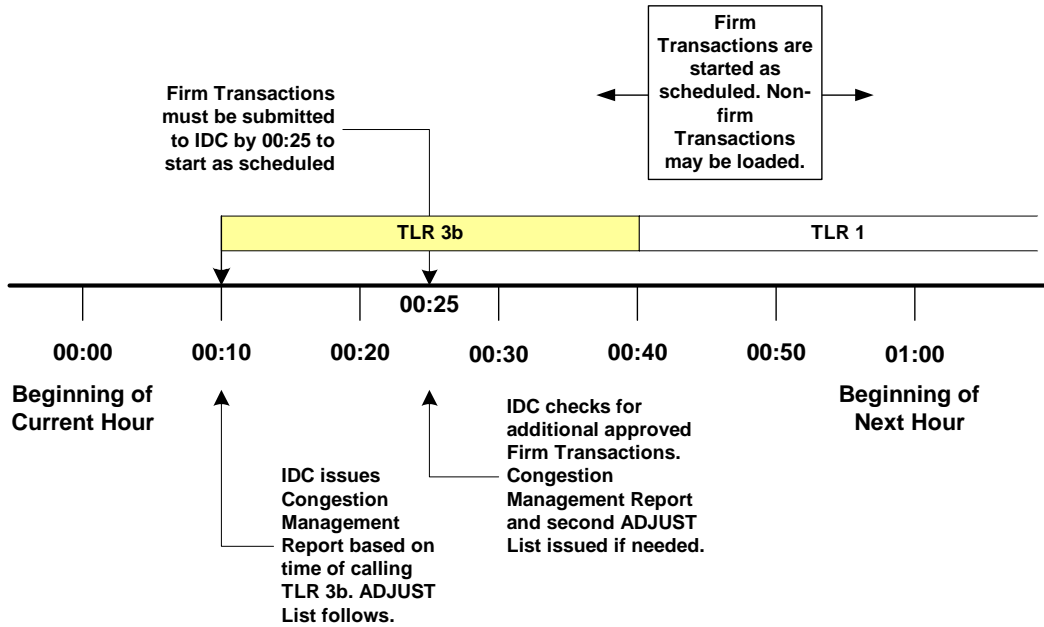 Firm
Transactions are
started as
scheduled. Non-
firm
Transactions
may be loaded.
Firm Transactions
must be submitted
to IDC by 00:25 to
start as scheduled
TLR 3b
TLR 1
00:25
00:00
00:10
00:20
00:30
00:40
00:50
01:00
Beginning of
Current Hour
Beginning of
Next Hour
IDC issues
Congestion
Management
Report based on
time of calling
TLR 3b. ADJUST
List follows.
IDC checks for
additional approved
Firm Transactions.
Congestion
Management Report
and second ADJUST
List issued if needed.